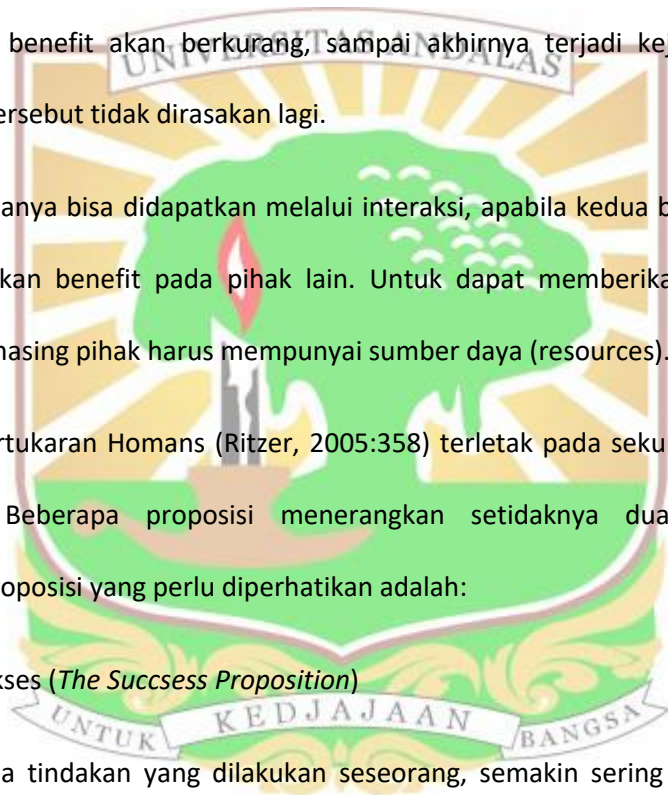 benefit akan berkurang, sampai akhirnya terjadi kej
UNIVERSITAS ANDALAS
ersebut tidak dirasakan lagi.
anya bisa didapatkan melalui interaksi, apabila kedua b
kan benefit pada pihak lain. Untuk dapat memberika
masing pihak harus mempunyai sumber daya (resources).
rtukaran Homans (Ritzer, 2005:358) terletak pada seku
Beberapa proposisi menerangkan setidaknya dua
roposisi yang perlu diperhatikan adalah:
kses (The Succsess Proposition)
UNTUK KEDJAJAAN BANGSA
a tindakan yang dilakukan seseorang, semakin sering